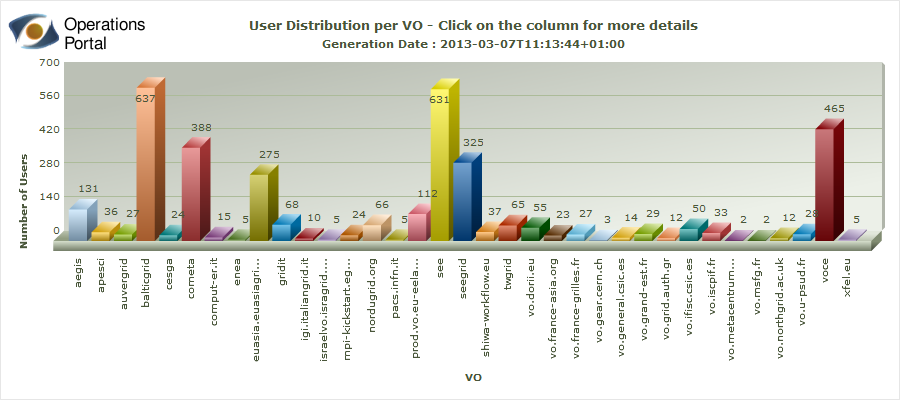 Operations
Portal
User Distribution per VO - Click on the column for more details
Generation Date : 2013-03-07T11:13:44+01:00
Number of Users
700
560
420
280
140
0
131
36
27
637
24
388
15
5
275
68
10
5
24
66
5
112
631
325
37
65
55
23
27
3
14
29
12
50
33
2
2
12
28
465
5
aegis
apesci
auvergrid
balticgrid
cesga
cometa
comput-er.it
enea
euasia.euasiagri...
gridit
igi.italiangrid.it
israelvo.isragrid....
mpi-kickstart.eg...
nordugrid.org
pacs.infn.it
prod.vo.eu-eela...
see
seegrid
shiwa-workflow.eu
twgrid
vo.dorii.eu
vo.france-asia.org
vo.france-grilles.fr
vo.gear.cern.ch
vo.general.csic.es
vo.grand-est.fr
vo.grid.auth.gr
vo.ific.csic.es
vo.iscpif.fr
vo.metacentrum...
vo.msfg.fr
vo.northgrid.ac.uk
vo.u-psud.fr
voce
xfel.eu
VO